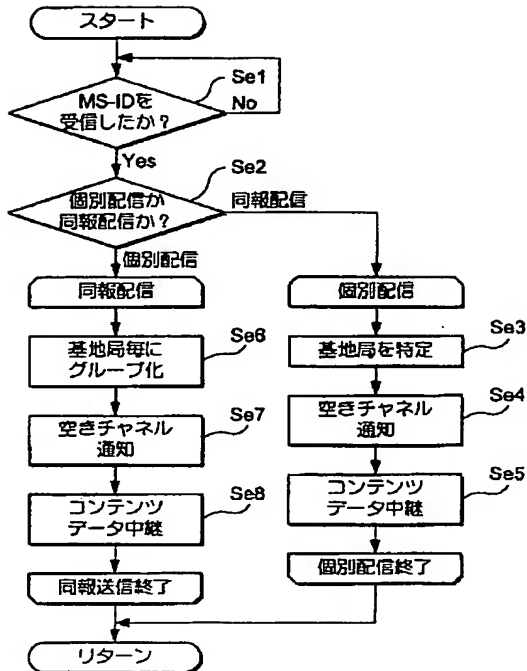 スタート
Se1
MS-IDを
受信したか?
No
Yes
Se2
個別配信か
同報配信か?
同報配信
個別配信
同報配信
基地局毎に
グループ化
Se6
空きチャネル
通知
Se7
コンテンツ
データ中継
Se8
同報送信終了
個別配信
基地局を特定
Se3
空きチャネル
通知
Se4
コンテンツ
データ中継
Se5
個別配信終了
リターン